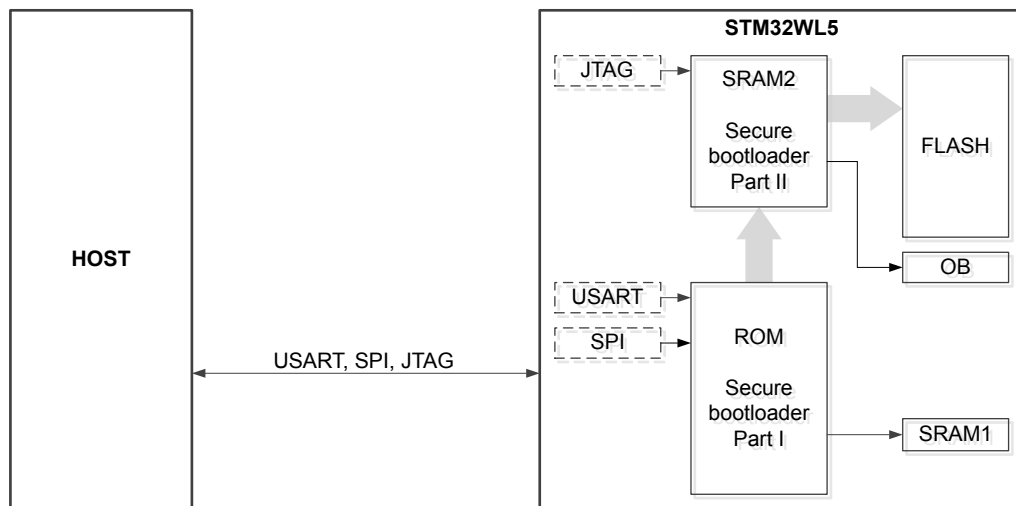 STM32WL5
JTAG
SRAM2
Secure
bootloader
Part II
FLASH
HOST
OB
USART
SPI
ROM
USART, SPI, JTAG
Secure
bootloader
Part I
SRAM1